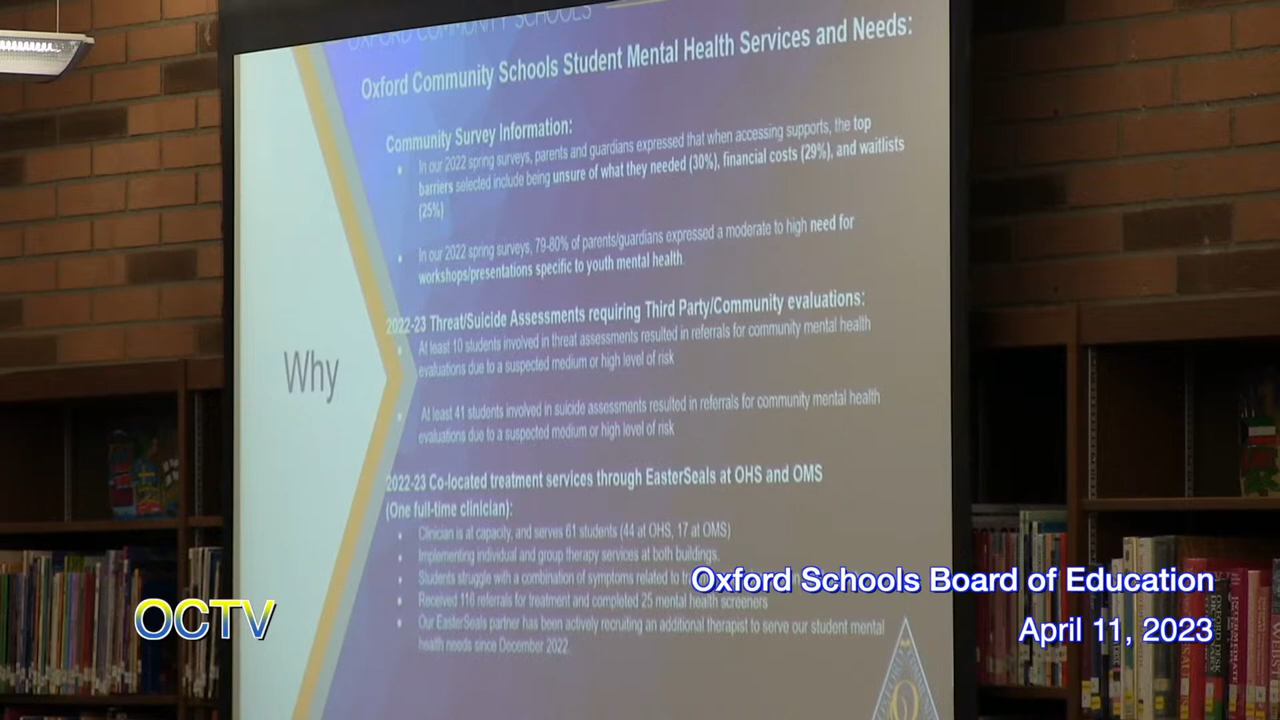 OXFORD COMMUNITY SCHOOLS
Oxford Community Schools Student Mental Health Services and Needs:
Community Survey Information:
In our 2022 spring surveys, parents and guardians expressed that when accessing supports, the top
barriers selected include being unsure of what they needed (30%), financial costs (29%), and waitlists
(25%)
In our 2022 spring surveys, 79-80% of parents/guardians expressed a moderate to high need for
workshops/presentations specific to youth mental health.
2022-23 Threat/Suicide Assessments requiring Third Party/Community evaluations:
At least 10 students involved in threat assessments resulted in referrals for community mental health
evaluations due to a suspected medium or high level of risk
Why
At least 41 students involved in suicide assessments resulted in referrals for community mental health
evaluations due to a suspected medium or high level of risk
2022-23 Co-located treatment services through EasterSeals at OHS and OMS
(One full-time clinician):
Clinician is at capacity, and serves 61 students (44 at OHS, 17 at OMS)
Implementing individual and group therapy services at both buildings.
Students struggle with a combination of symptoms related to
Received 116 referrals for treatment and completed 25 mental health screeners
Our EasterSeals partner has been actively recruiting an additional therapist to serve our student mental
health needs since December 2022.
Oxford Schools Board of Education
April 11, 2023
OCTV